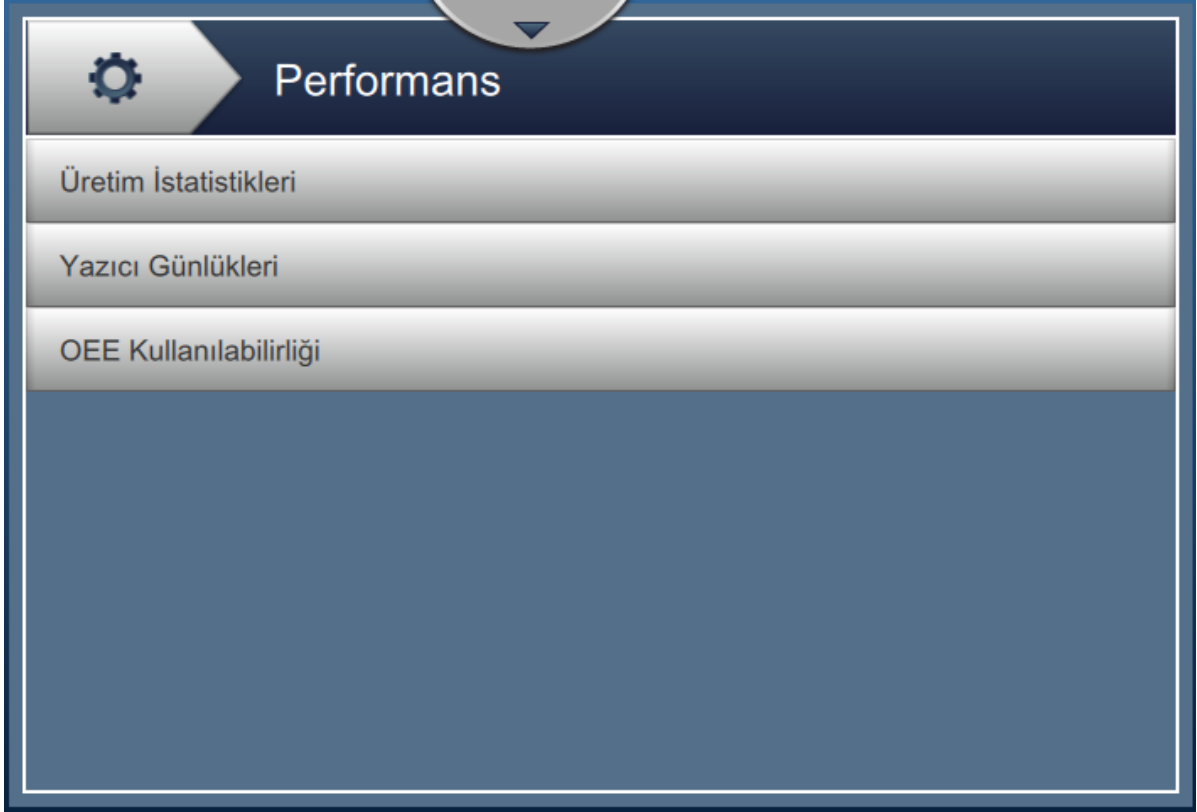 Performans
Üretim İstatistikleri
Yazıcı Günlükleri
OEE Kullanılabilirliği